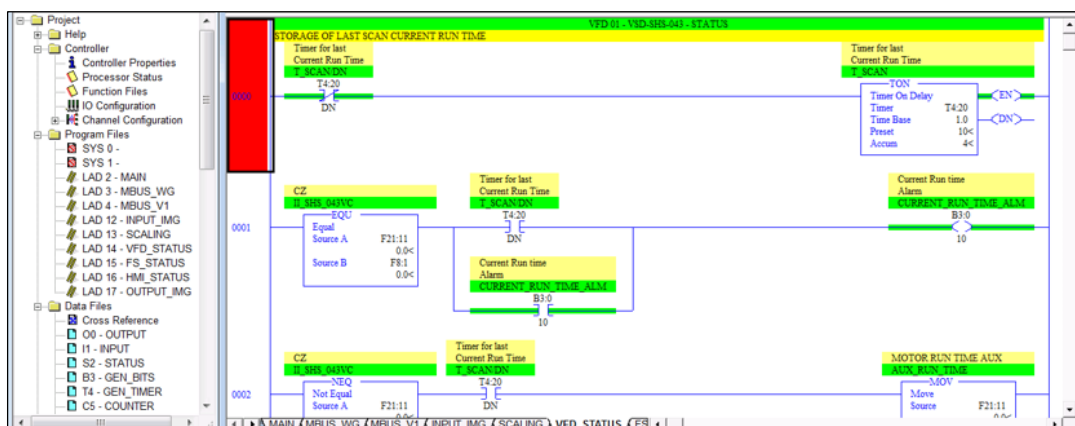 Project
Help
Controller
Controller Properties
Processor Status
Function Files
IO Configuration
Channel Configuration
Program Files
SYS 0 -
SYS 1 -
LAD 2 - MAIN
LAD 3 - MBUS_WG
LAD 4 - MBUS_V1
LAD 12 - INPUT_IMG
LAD 13 - SCALING
LAD 14 - VFD_STATUS
LAD 15 - FS_STATUS
LAD 16 - HMI_STATUS
LAD 17 - OUTPUT_IMG
Data Files
Cross Reference
O0 - OUTPUT
I1 - INPUT
S2 - STATUS
B3 - GEN_BITS
T4 - GEN_TIMER
C5 - COUNTER
VFD 01 - VSD-SHS-043 - STATUS
STORAGE OF LAST SCAN CURRENT RUN TIME
Timer for last
Current Run Time
T_SCAN/DN
T4:20
DN
0000
Timer for last
Current Run Time
T_SCAN
TON
Timer On Delay
Timer T4:20
Time Base 1.0
Preset 10<
Accum 4<
EN
DN
0001
CZ
II_SHS_043VC
EQU
Equal
Source A F21:11
0.0<
Source B F8:1
0.0<
Timer for last
Current Run Time
T_SCAN/DN
T4:20
DN
Current Run time
Alarm
CURRENT_RUN_TIME_ALM
B3:0
10
Current Run time
Alarm
CURRENT_RUN_TIME_ALM
B3:0
10
0002
CZ
II_SHS_043VC
NEQ
Not Equal
Source A F21:11
0.0<
Timer for last
Current Run Time
T_SCAN/DN
T4:20
DN
MOTOR RUN TIME AUX
AUX_RUN_TIME
MOV
Move
Source F21:11
0.0<
MAIN MBUS_WG MBUS_V1 INPUT_IMG SCALING VFD_STATUS FS